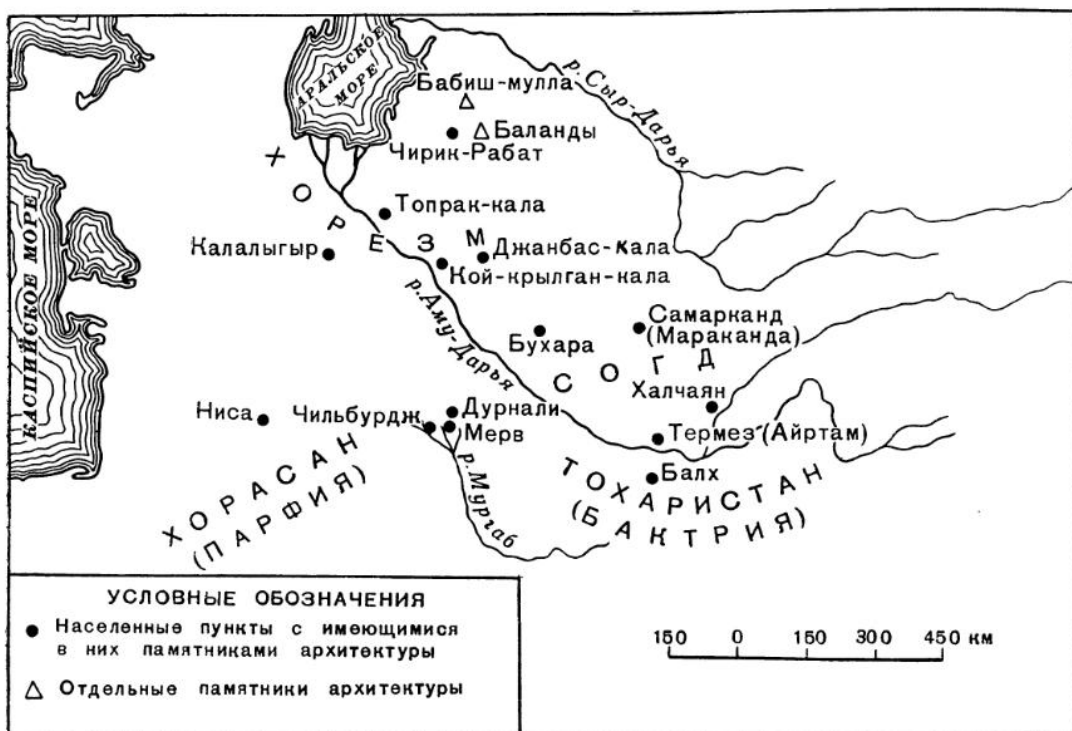 АРАЛЬСКОЕ
МОРЕ
р. Сыр-Дарья
Бабиш-мулла
Баланды
Чирик-Рабат
ХОРЕЗМ
Топрак-кала
Калалыгыр
Джанбас-кала
Кой-крылган-кала
КАСПИЙСКОЕ МОРЕ
р. Аму-Дарья
Бухара
Самарканд
(Мараканда)
СОГД
Халчаян
Ниса
Чильбурдж
Дурнали
Мерв
Термез (Айртам)
Балх
р. Мургаб
ХОРАСАН
(ПАРФИЯ)
ТОХАРИСТАН
(БАКТРИЯ)
УСЛОВНЫЕ ОБОЗНАЧЕНИЯ
Населенные пункты с имеющимися
в них памятниками архитектуры
Отдельные памятники архитектуры
150 0 150 300 450 км